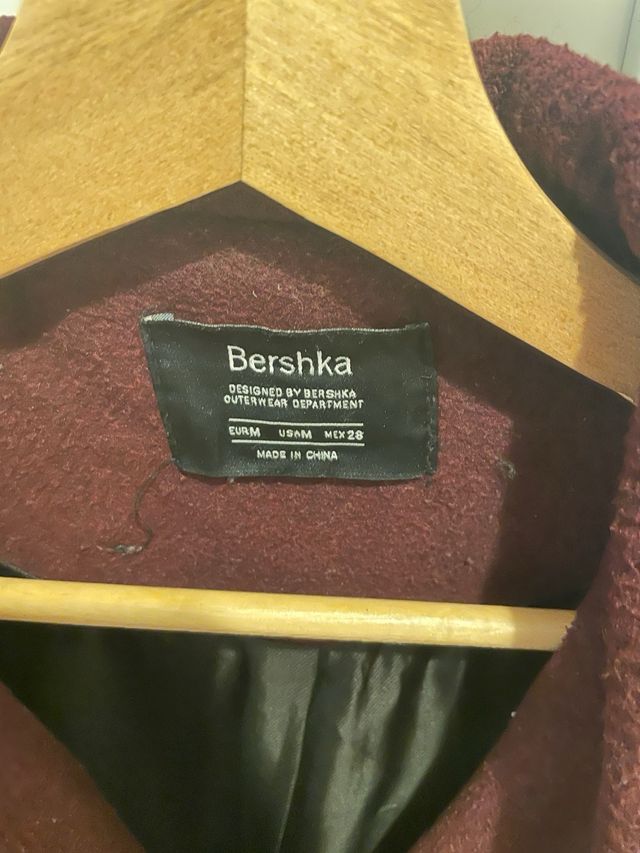 Bershka
DESIGNED BY BERSHKA
OUTERWEAR DEPARTMENT
EUR M USA M MEX 28
MADE IN CHINA